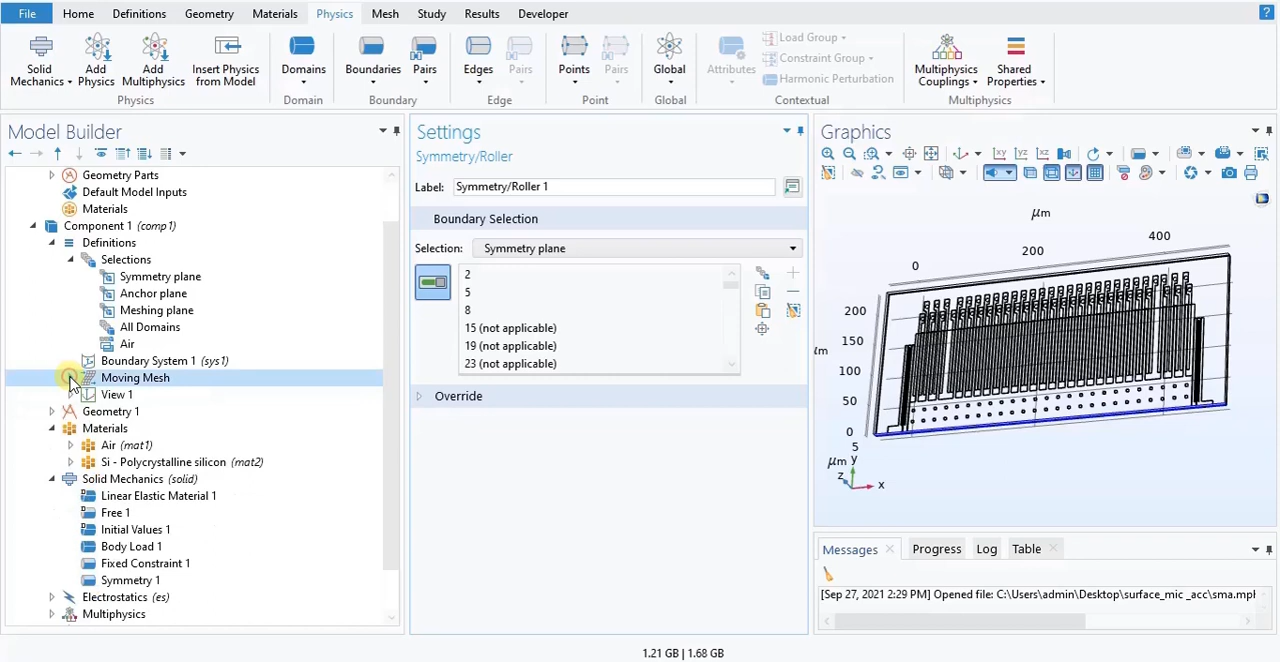 File Home Definitions Geometry Materials Physics Mesh Study Results Developer ?
Solid Mechanics
Add Physics
Add Multiphysics
Insert Physics from Model
Physics
Domains
Domain
Boundaries
Pairs
Boundary
Edges
Pairs
Edge
Points
Pairs
Point
Global
Global
Attributes
Load Group
Constraint Group
Harmonic Perturbation
Contextual
Multiphysics Couplings
Shared Properties
Multiphysics
Model Builder
Geometry Parts
Default Model Inputs
Materials
Component 1 (comp1)
Definitions
Selections
Symmetry plane
Anchor plane
Meshing plane
All Domains
Air
Boundary System 1 (sys1)
Moving Mesh
View 1
Geometry 1
Materials
Air (mat1)
Si - Polycrystalline silicon (mat2)
Solid Mechanics (solid)
Linear Elastic Material 1
Free 1
Initial Values 1
Body Load 1
Fixed Constraint 1
Symmetry 1
Electrostatics (es)
Multiphysics
Settings
Symmetry/Roller
Label: Symmetry/Roller 1
Boundary Selection
Selection: Symmetry plane
2
5
8
15 (not applicable)
19 (not applicable)
23 (not applicable)
Override
Graphics
xy yz xz
μm
0 200 400
200
150
100
50
0
5
μm
y
z
x
Messages Progress Log Table
[Sep 27, 2021 2:29 PM] Opened file: C:\Users\admin\Desktop\surface_mic _acc\sma.mph
1.21 GB | 1.68 GB